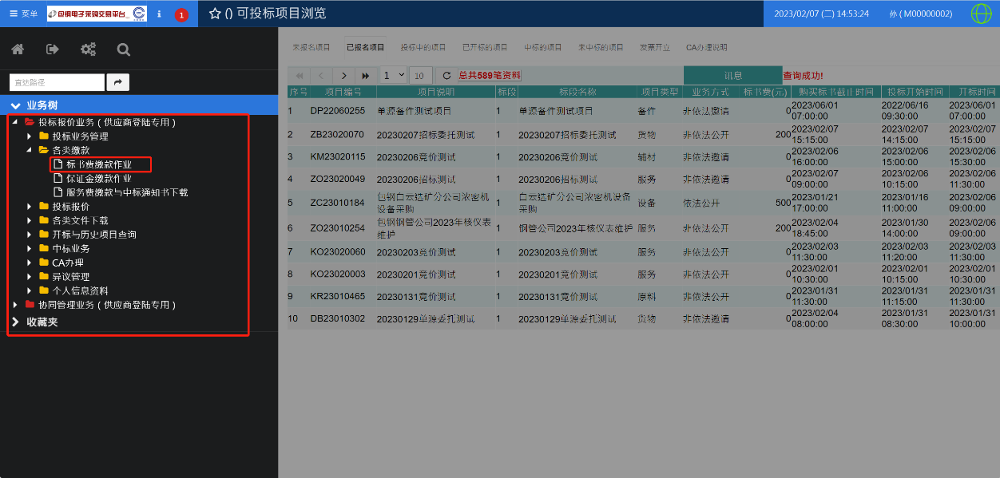 菜单 包钢电子采购交易平台 i 1 () 可投标项目浏览 2023/02/07 (二) 14:53:24 孙 ( M00000002)
直达路径
业务树
投标报价业务 ( 供应商登陆专用 )
投标业务管理
各类缴款
标书费缴款作业
保证金缴款作业
服务费缴款与中标通知书下载
投标报价
各类文件下载
开标与历史项目查询
中标业务
CA办理
异议管理
个人信息资料
协同管理业务 ( 供应商登陆专用 )
收藏夹
未报名项目 已报名项目 投标中的项目 已开标的项目 中标的项目 未中标的项目 发票开立 CA办理说明
1 10 总共589笔资料 讯息 查询成功!
序号 项目编号 项目说明 标段 标段名称 项目类型 业务方式 标书费(元) 购买标书截止时间 投标开始时间 开标时间
1 DP22060255 单源备件测试项目 1 单源备件测试项目 备件 非依法邀请 0 2023/06/01 07:00:00 2022/06/16 09:30:00 2023/06/01 07:00:00
2 ZB23020070 20230207招标委托测试 1 20230207招标委托测试 货物 非依法公开 200 2023/02/07 15:15:00 2023/02/07 14:15:00 2023/02/07 15:15:00
3 KM23020115 20230206竞价测试 1 20230206竞价测试 辅材 非依法公开 0 2023/02/06 16:00:00 2023/02/06 15:00:00 2023/02/06 15:30:00
4 ZO23020049 20230206招标测试 1 20230206招标测试 服务 非依法邀请 0 2023/02/07 09:00:00 2023/02/06 10:15:00 2023/02/06 11:30:00
5 ZC23010184 包钢白云选矿分公司浓密机设备采购 1 白云选矿分公司浓密机设备采购 设备 依法公开 500 2023/01/21 17:00:00 2023/01/16 11:00:00 2023/02/06 09:00:00
6 ZO23010254 包钢钢管公司2023年核仪表维护 1 钢管公司2023年核仪表维护 服务 非依法公开 200 2023/02/04 18:45:00 2023/01/30 14:00:00 2023/02/06 09:00:00
7 KO23020060 20230203竞价测试 1 20230203竞价测试 服务 非依法公开 0 2023/02/03 11:30:00 2023/02/03 11:20:00 2023/02/03 11:30:00
8 KO23020003 20230201竞价测试 1 20230201竞价测试 服务 非依法公开 0 2023/02/01 10:30:00 2023/02/01 10:15:00 2023/02/01 10:30:00
9 KR23010465 20230131竞价测试 1 20230131竞价测试 原料 非依法公开 0 2023/01/31 11:30:00 2023/01/31 11:15:00 2023/01/31 11:30:00
10 DB23010302 20230129单源委托测试 1 20230129单源委托测试 货物 非依法邀请 0 2023/02/04 08:00:00 2023/01/31 08:30:00 2023/01/31 10:00:00